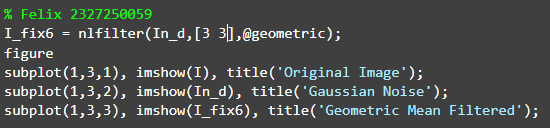 % Felix 2327250059
I_fix6 = nlfilter(In_d,[3 3],@geometric);
figure
subplot(1,3,1), imshow(I), title('Original Image');
subplot(1,3,2), imshow(In_d), title('Gaussian Noise');
subplot(1,3,3), imshow(I_fix6), title('Geometric Mean Filtered');